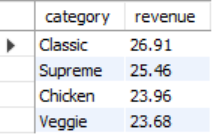 category revenue
Classic 26.91
Supreme 25.46
Chicken 23.96
Veggie 23.68